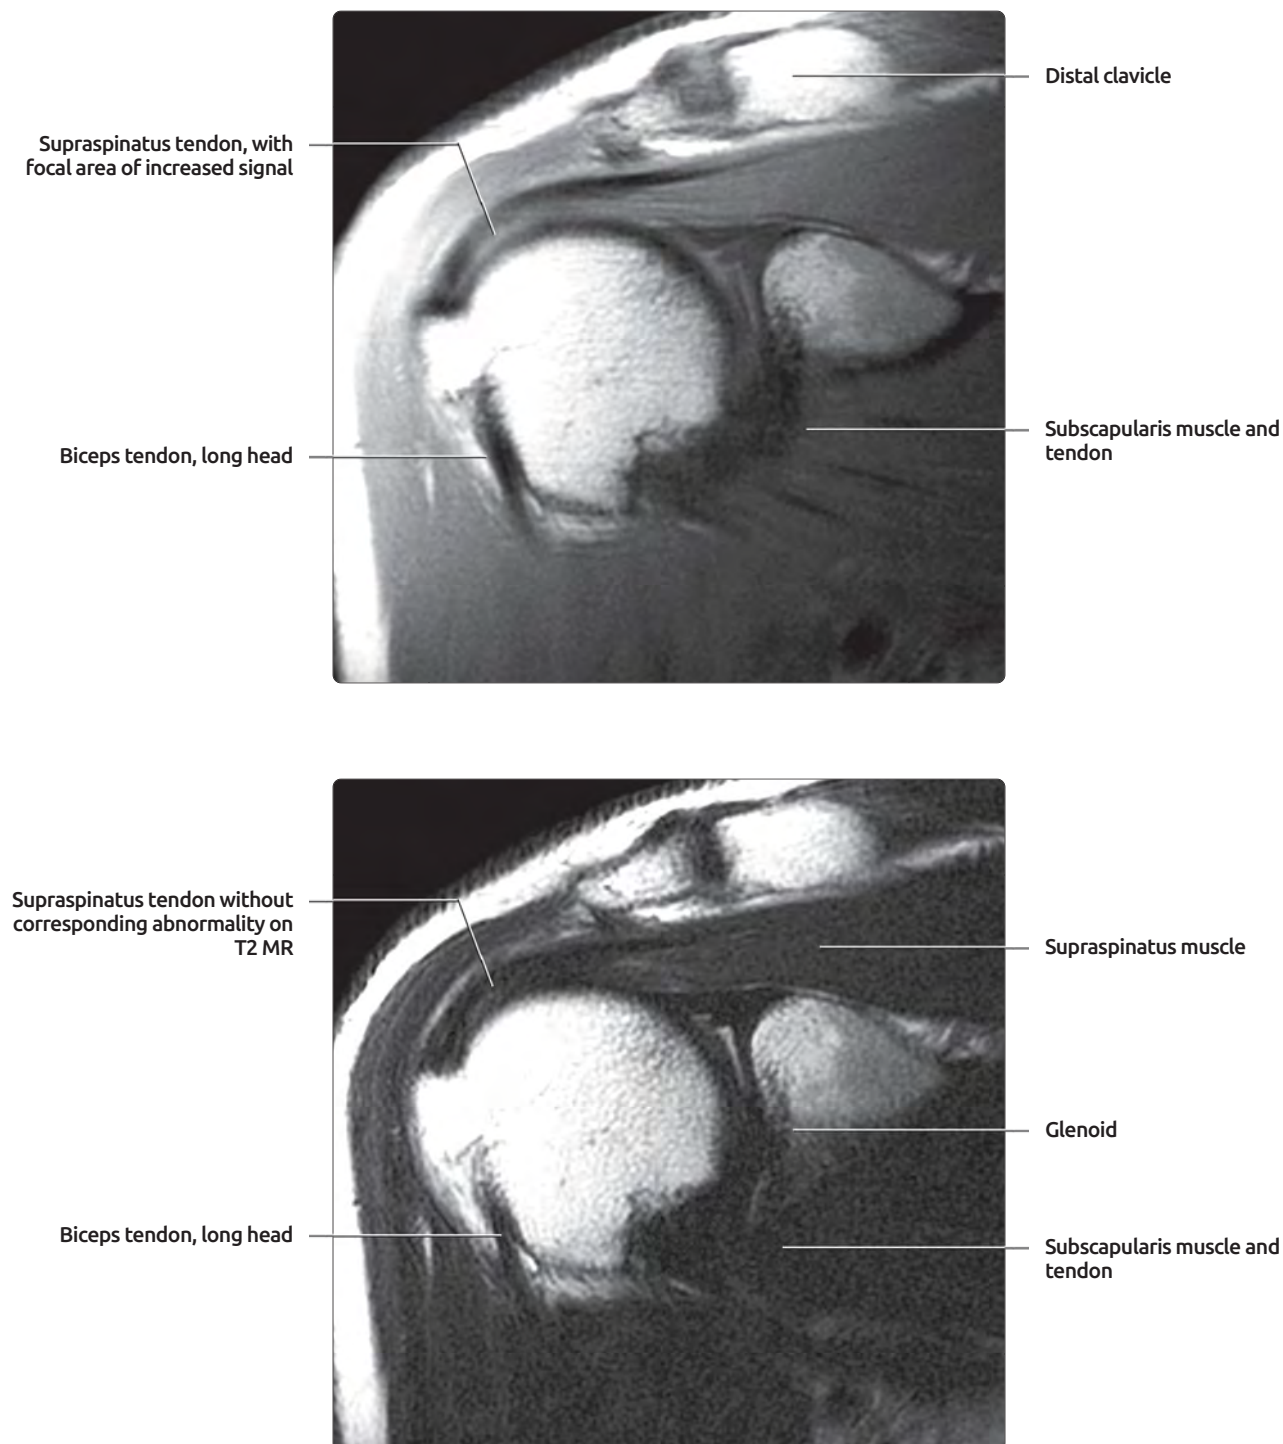 Distal clavicle
Supraspinatus tendon, with
focal area of increased signal
Subscapularis muscle and
tendon
Biceps tendon, long head
Supraspinatus tendon without
corresponding abnormality on
T2 MR
Supraspinatus muscle
Glenoid
Biceps tendon, long head
Subscapularis muscle and
tendon